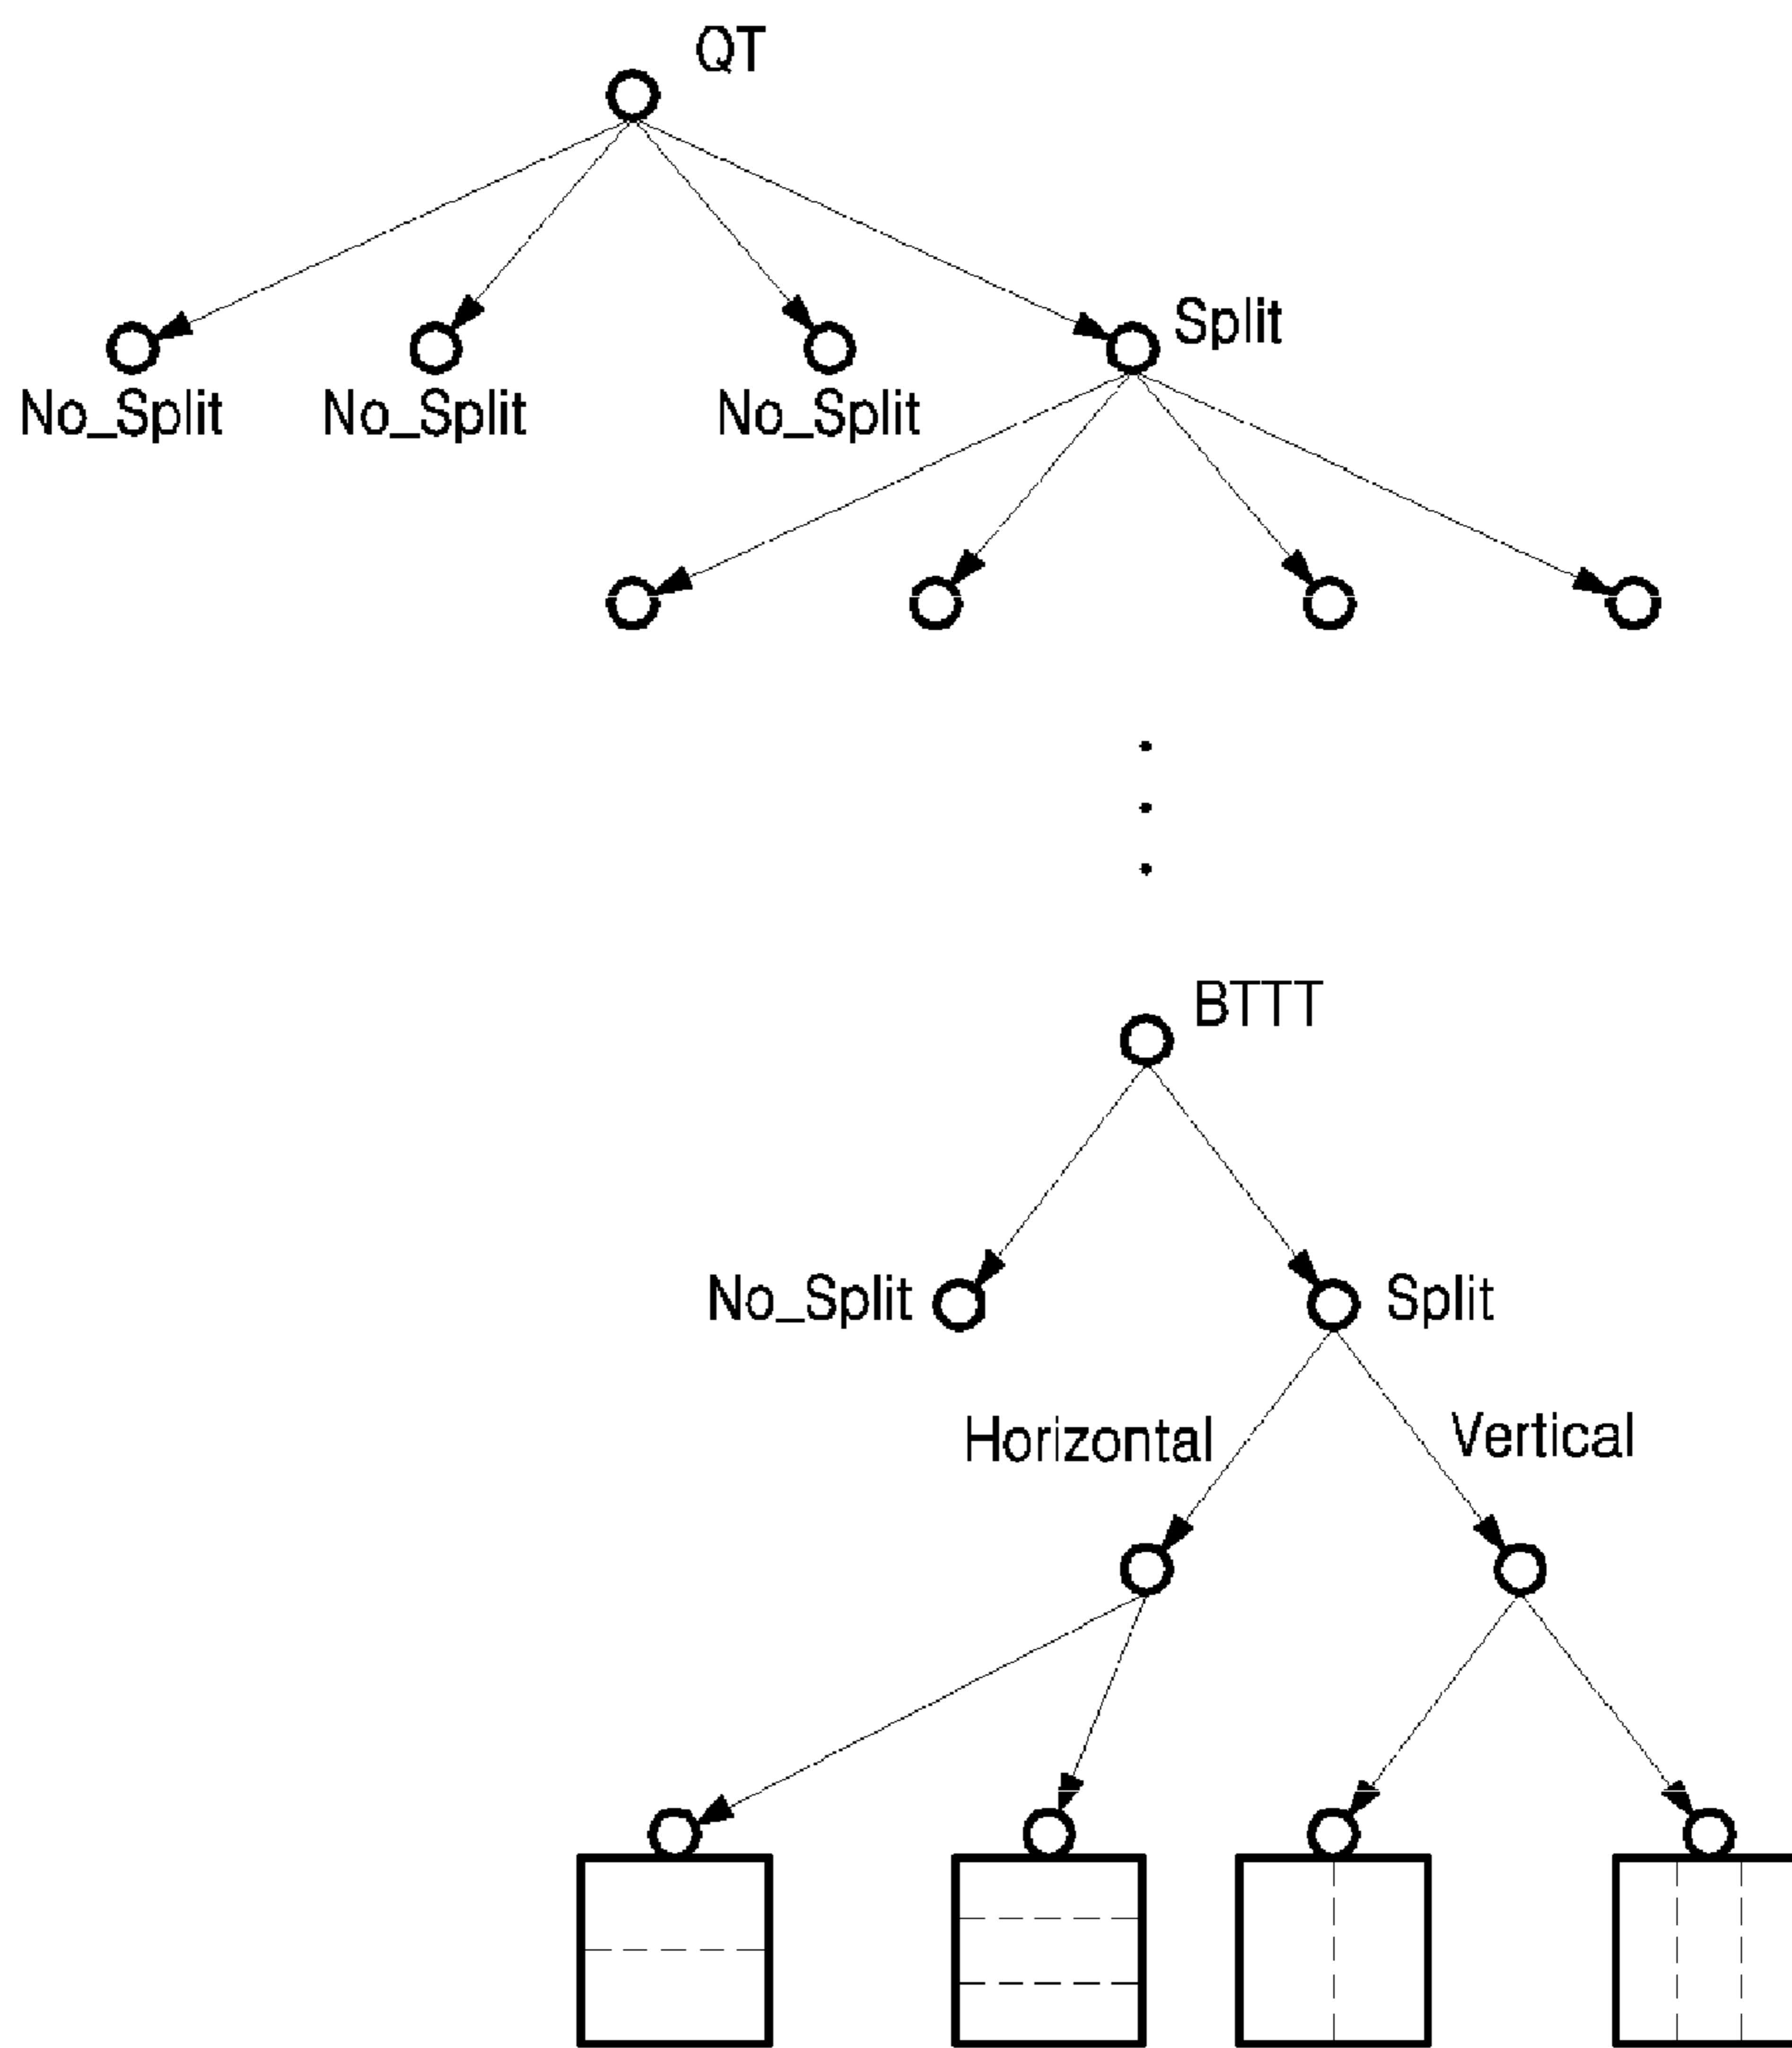 QT
Split
No_Split
No_Split
No_Split
BTTT
No_Split
Split
Horizontal
Vertical